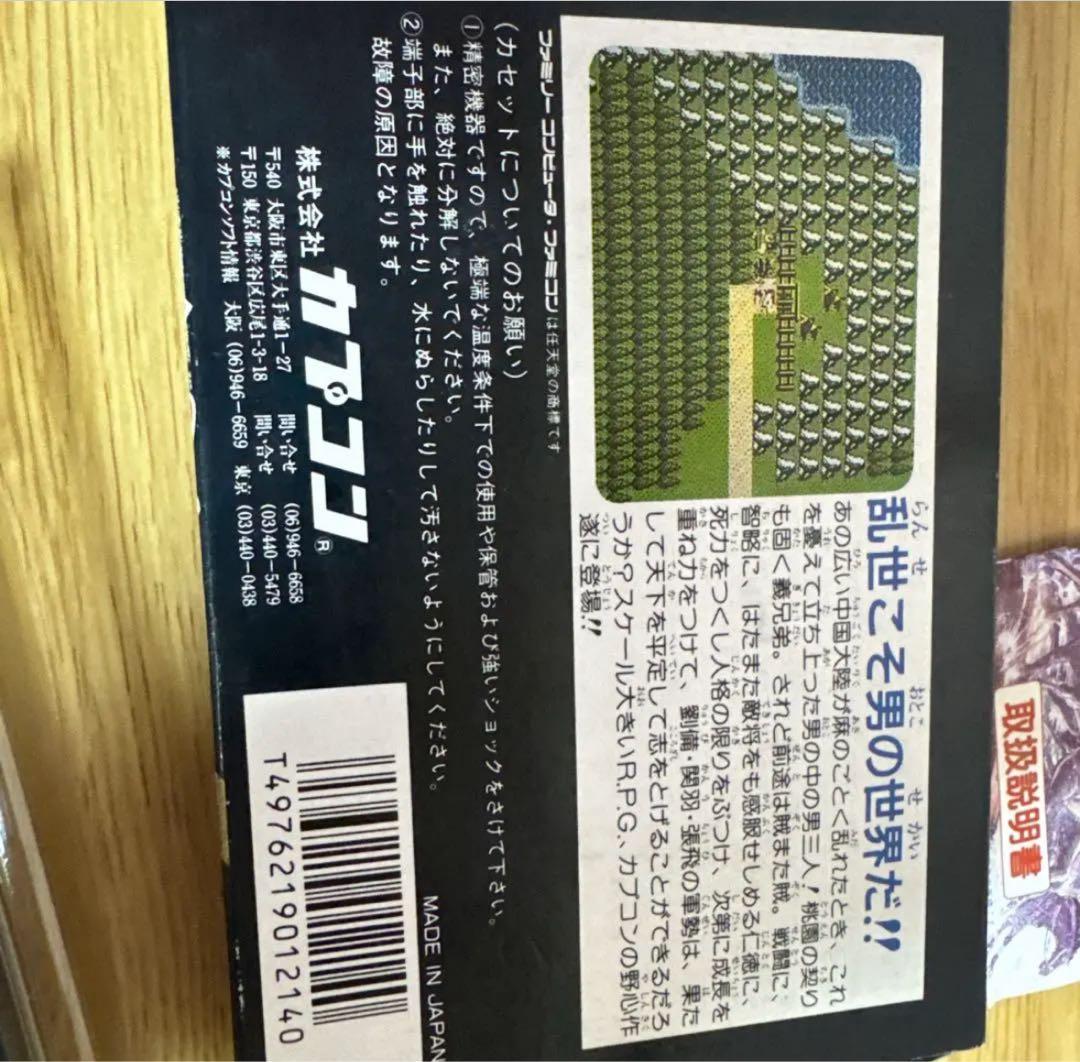 乱世こそ男の世界だ!!
あの広い中国大陸が麻のごとく乱れたとき、これ
を憂えて立ち上った男の中の男三人！桃園の契り
も固く義兄弟。されど前途は賊また賊。戦闘に、
智略に、はたまた敵将をも感服せしめる仁徳に、
死力をつくし人格の限りをぶつけ、次第に成長を
重ね力をつけて、劉備・関羽・張飛の軍勢は、果た
して天下を平定して志をとげることができるだろ
うか？スケール大きいR.P.G.、カプコンの野心作
遂に登場!!
ファミリーコンピュータ・ファミコンは任天堂の商標です
(カセットについてのお願い)
①精密機器ですので、極端な温度条件下での使用や保管および強いショックをさけて下さい。
また、絶対に分解しないでください。
②端子部に手を触れたり、水にぬらしたりして汚さないようにしてください。
故障の原因となります。
株式会社カプコン®
〒540 大阪市東区大手通1-27 問い合せ (06)946-6658
〒150 東京都渋谷区広尾1-3-18 問い合せ (03)440-5479
※カプコンソフト情報 大阪 (06)946-6659 東京 (03)440-0438
MADE IN JAPAN
T4976219012140
取扱説明書